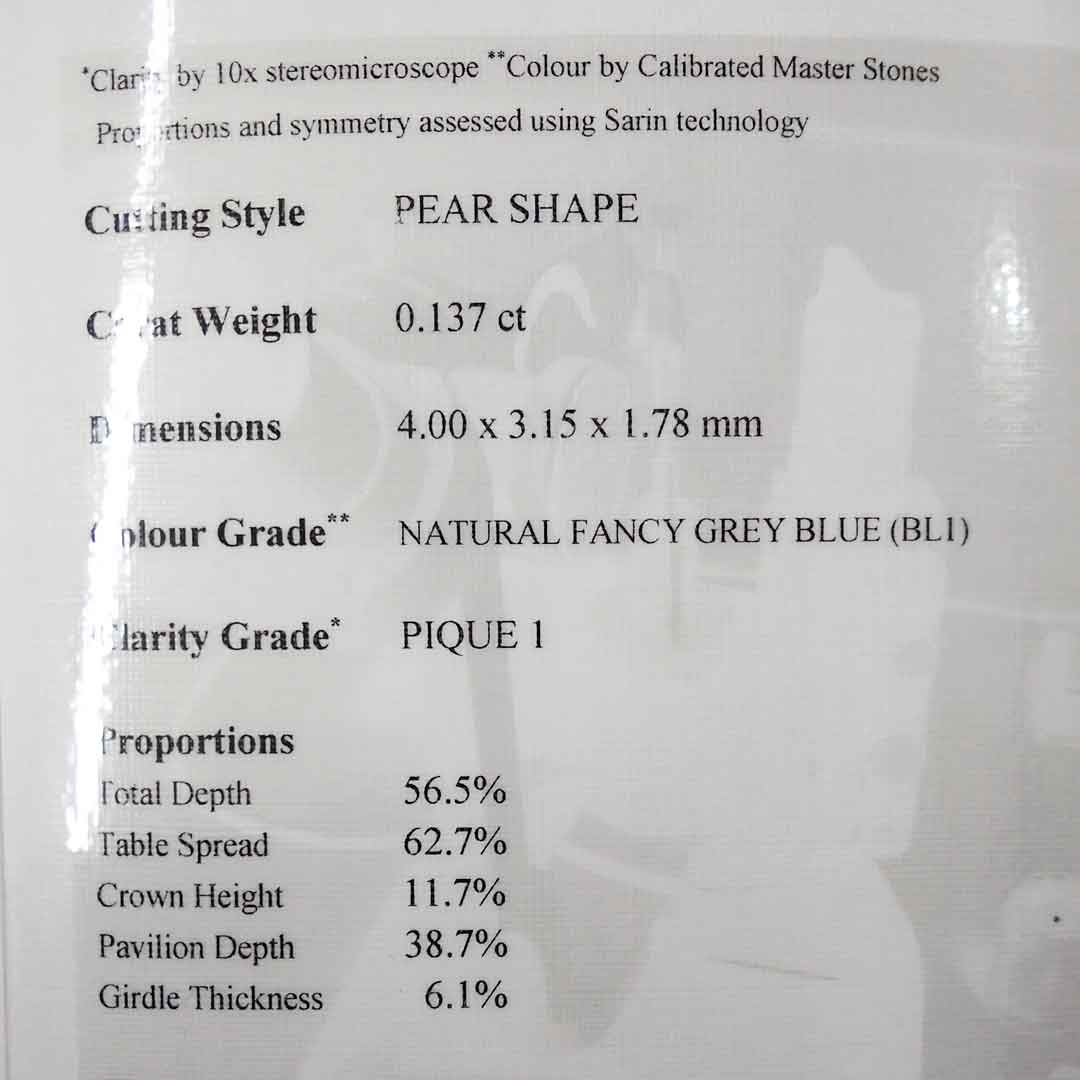 *Clarity by 10x stereomicroscope **Colour by Calibrated Master Stones
Proportions and symmetry assessed using Sarin technology
Cutting Style PEAR SHAPE
Carat Weight 0.137 ct
Dimensions 4.00 x 3.15 x 1.78 mm
Colour Grade** NATURAL FANCY GREY BLUE (BL1)
Clarity Grade* PIQUE 1
Proportions
Total Depth 56.5%
Table Spread 62.7%
Crown Height 11.7%
Pavilion Depth 38.7%
Girdle Thickness 6.1%